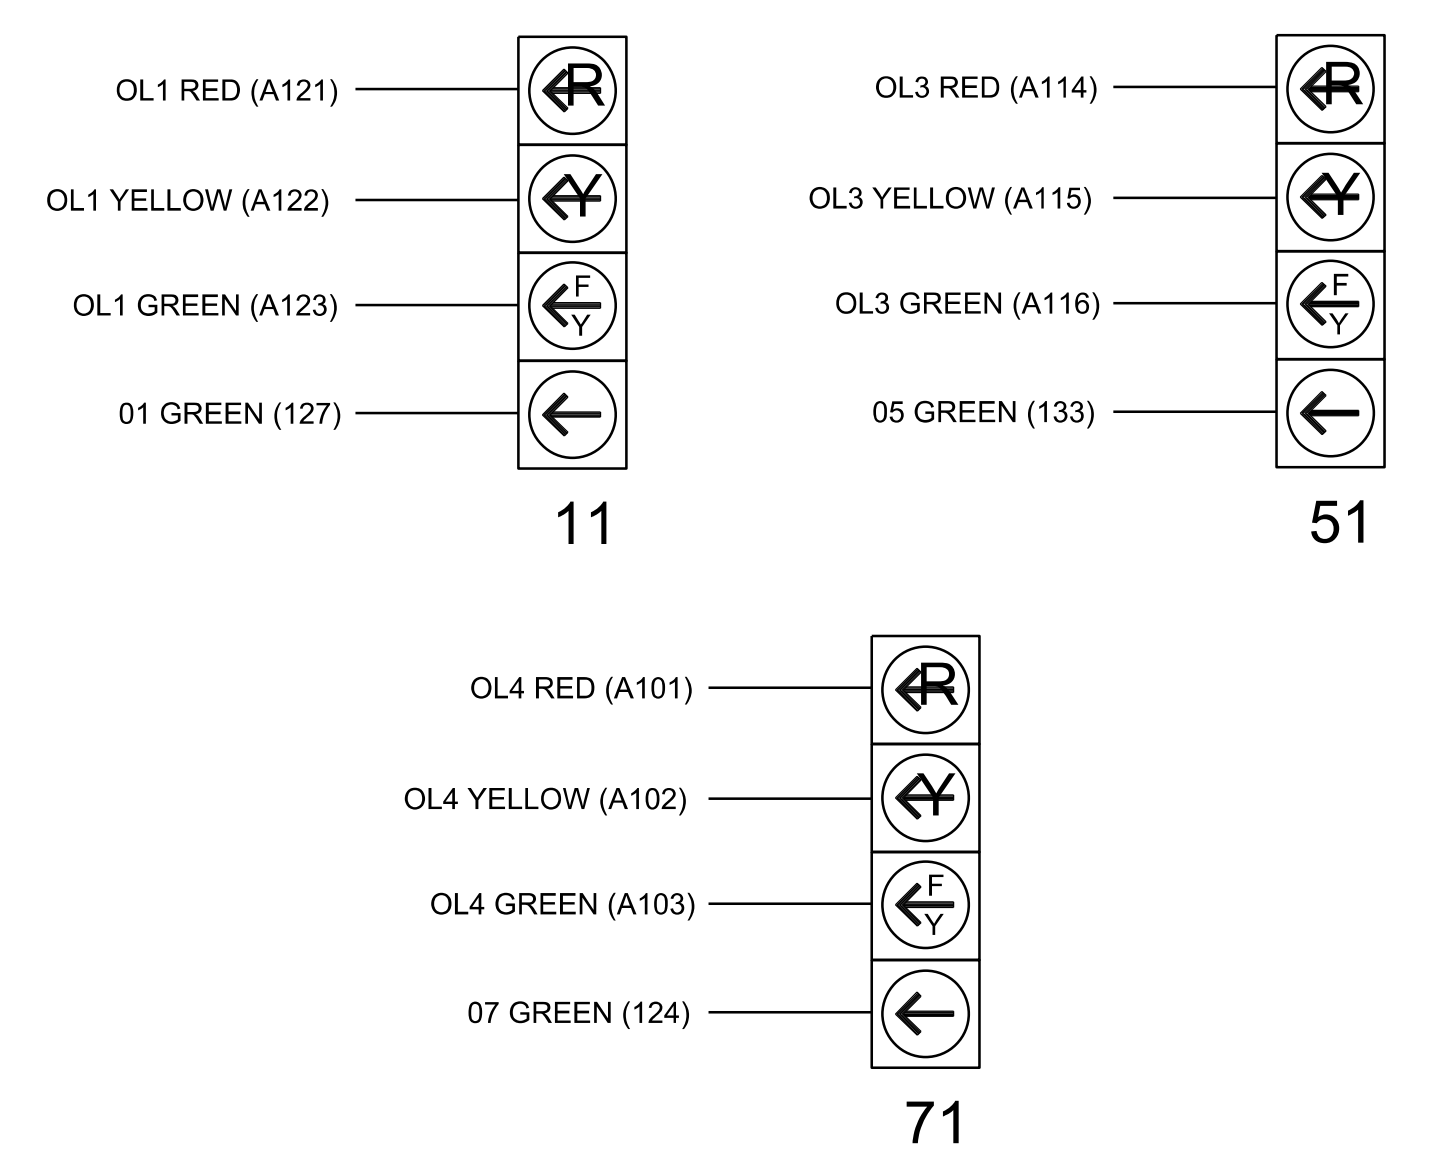 OL1 RED (A121)
R
OL1 YELLOW (A122)
Y
OL1 GREEN (A123)
F
Y
01 GREEN (127)
11
OL3 RED (A114)
R
OL3 YELLOW (A115)
Y
OL3 GREEN (A116)
F
Y
05 GREEN (133)
51
OL4 RED (A101)
R
OL4 YELLOW (A102)
Y
OL4 GREEN (A103)
F
Y
07 GREEN (124)
71